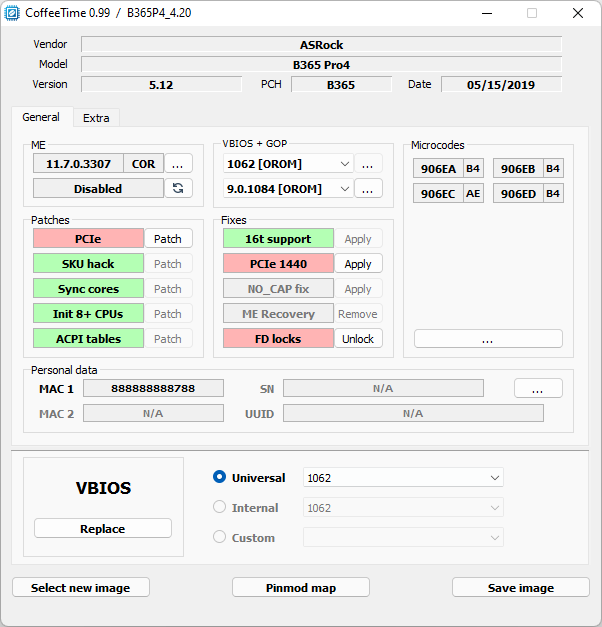 CoffeeTime 0.99 / B365P4_4.20
Vendor ASRock
Model B365 Pro4
Version 5.12 PCH B365 Date 05/15/2019
General Extra
ME
11.7.0.3307 COR ...
Disabled
VBIOS + GOP
1062 [OROM] ...
9.0.1084 [OROM] ...
Microcodes
906EA B4 906EB B4
906EC AE 906ED B4
...
Patches
PCIe Patch
SKU hack Patch
Sync cores Patch
Init 8+ CPUs Patch
ACPI tables Patch
Fixes
16t support Apply
PCIe 1440 Apply
NO_CAP fix Apply
ME Recovery Remove
FD locks Unlock
Personal data
MAC 1 888888888788 SN N/A ...
MAC 2 N/A UUID N/A
VBIOS
Replace
Universal 1062
Internal 1062
Custom
Select new image Pinmod map Save image